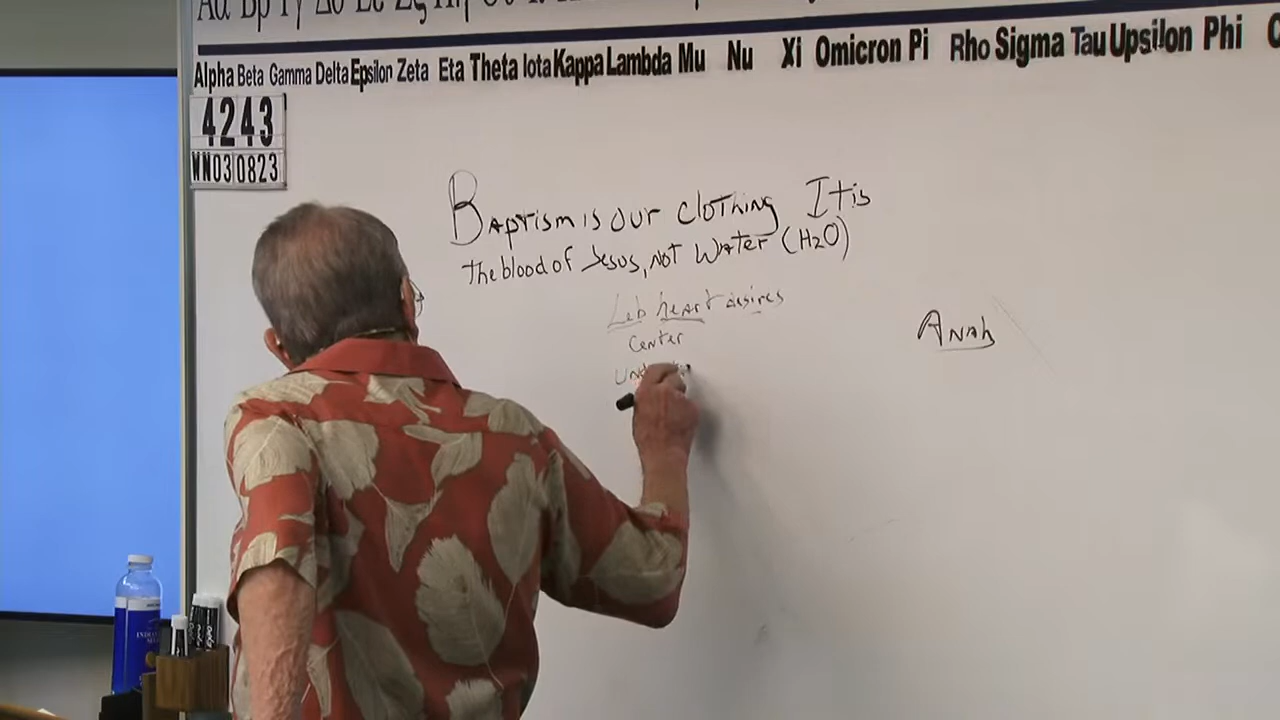 Alpha Beta Gamma Delta Epsilon Zeta Eta Theta Iota Kappa Lambda Mu Nu Xi Omicron Pi Rho Sigma Tau Upsilon Phi
4243
WN030823
Baptism is our clothing It is
the blood of Jesus, not Water (H2O)
Leb heart desires
Center
Anah